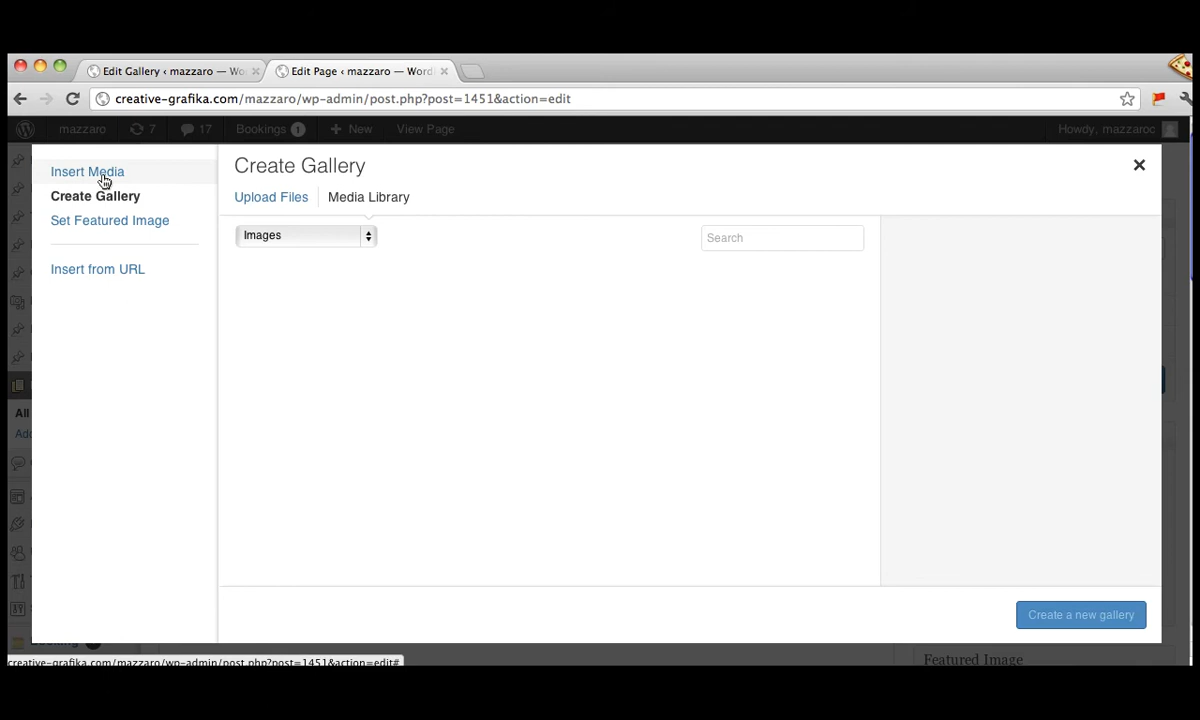 Edit Gallery ‹ mazzaro — Wo
Edit Page ‹ mazzaro — Word
creative-grafika.com/mazzaro/wp-admin/post.php?post=1451&action=edit
mazzaro 7 17 Bookings 1 + New View Page Howdy, mazzaroc
Insert Media
Create Gallery
Set Featured Image
Insert from URL
Create Gallery
Upload Files Media Library
Images
Search
Create a new gallery
All
Add
creative-grafika.com/mazzaro/wp-admin/post.php?post=1451&action=edit#
Featured Image